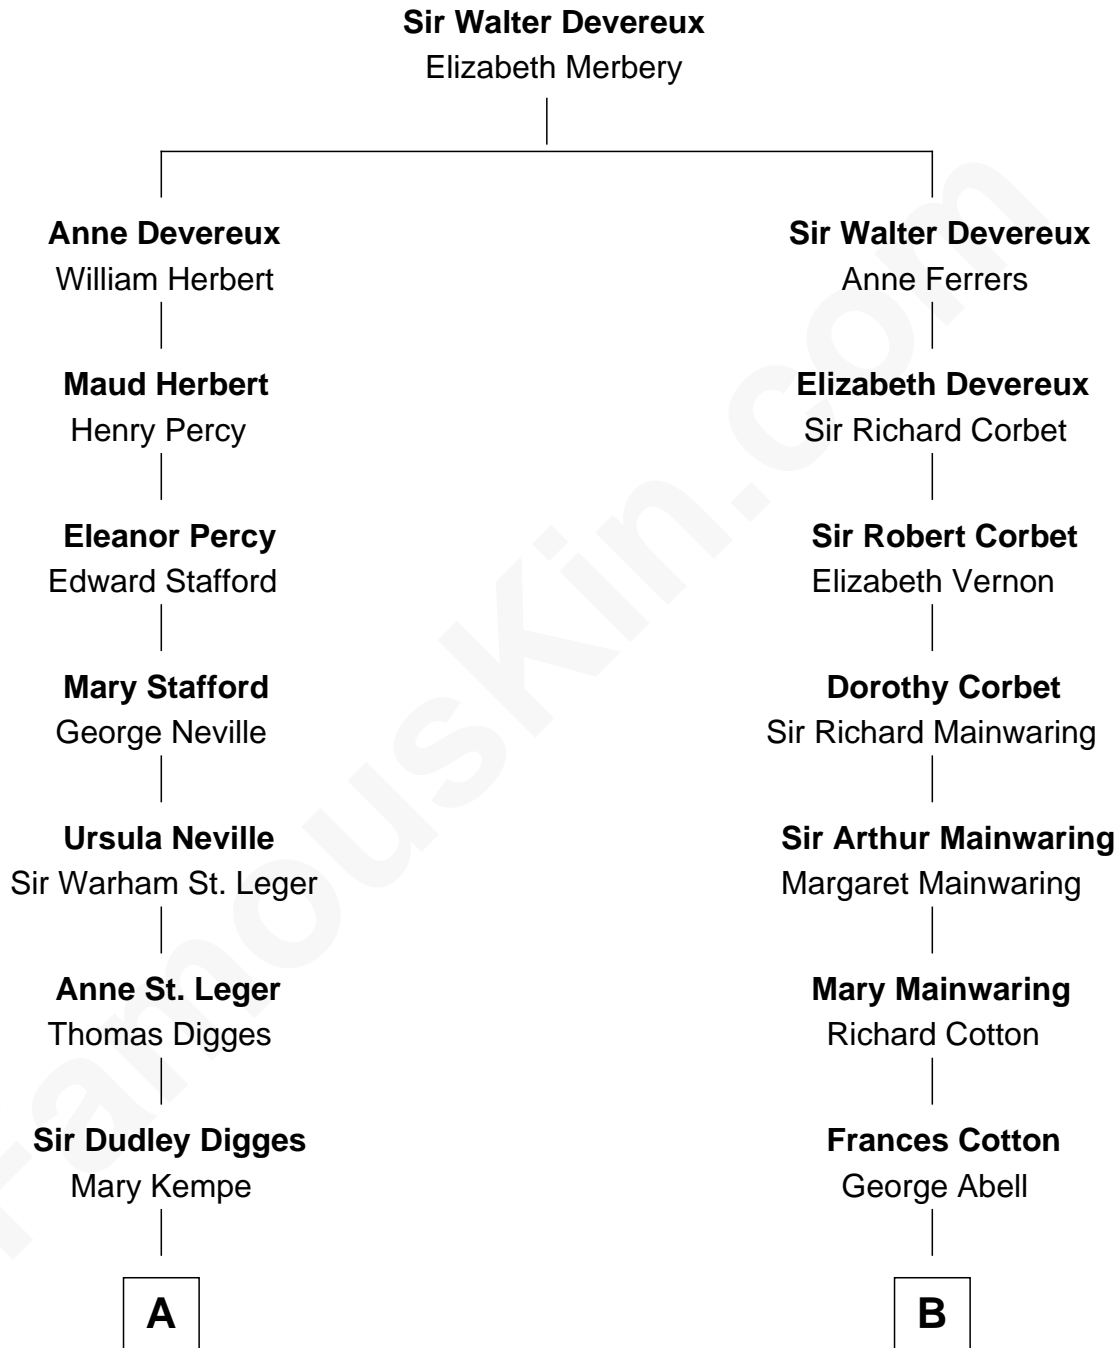 Sir Walter Devereux
Elizabeth Merbery
Anne Devereux
William Herbert
Sir Walter Devereux
Anne Ferrers
Maud Herbert
Henry Percy
Elizabeth Devereux
Sir Richard Corbet
Eleanor Percy
Edward Stafford
Sir Robert Corbet
Elizabeth Vernon
Mary Stafford
George Neville
Dorothy Corbet
Sir Richard Mainwaring
Ursula Neville
Sir Warham St. Leger
Sir Arthur Mainwaring
Margaret Mainwaring
Anne St. Leger
Thomas Digges
Mary Mainwaring
Richard Cotton
Sir Dudley Digges
Mary Kempe
Frances Cotton
George Abell
A
B
FamousKin.com